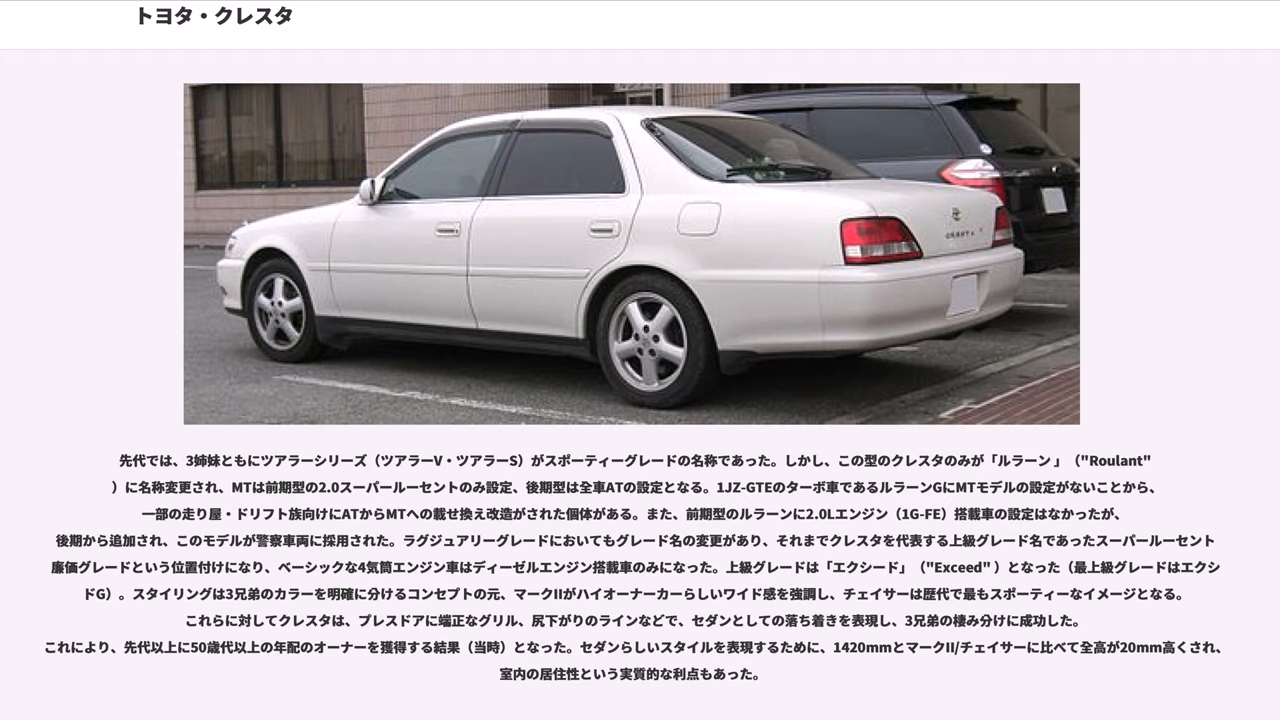 トヨタ・クレスタ
CRESTA
先代では、3姉妹ともにツアラーシリーズ（ツアラーV・ツアラーS）がスポーティーグレードの名称であった。しかし、この型のクレスタのみが「ルラーン 」（"Roulant"
）に名称変更され、MTは前期型の2.0スーパールーセントのみ設定、後期型は全車ATの設定となる。1JZ-GTEのターボ車であるルラーンGにMTモデルの設定がないことから、
一部の走り屋・ドリフト族向けにATからMTへの載せ換え改造がされた個体がある。また、前期型のルラーンに2.0Lエンジン（1G-FE）搭載車の設定はなかったが、
後期から追加され、このモデルが警察車両に採用された。ラグジュアリーグレードにおいてもグレード名の変更があり、それまでクレスタを代表する上級グレード名であったスーパールーセント
廉価グレードという位置付けになり、ベーシックな4気筒エンジン車はディーゼルエンジン搭載車のみになった。上級グレードは「エクシード」（"Exceed" ）となった（最上級グレードはエクシ
ドG）。スタイリングは3兄弟のカラーを明確に分けるコンセプトの元、マークIIがハイオーナーカーらしいワイド感を強調し、チェイサーは歴代で最もスポーティーなイメージとなる。
これらに対してクレスタは、プレスドアに端正なグリル、尻下がりのラインなどで、セダンとしての落ち着きを表現し、3兄弟の棲み分けに成功した。
これにより、先代以上に50歳代以上の年配のオーナーを獲得する結果（当時）となった。セダンらしいスタイルを表現するために、1420mmとマークII/チェイサーに比べて全高が20mm高くされ、
室内の居住性という実質的な利点もあった。